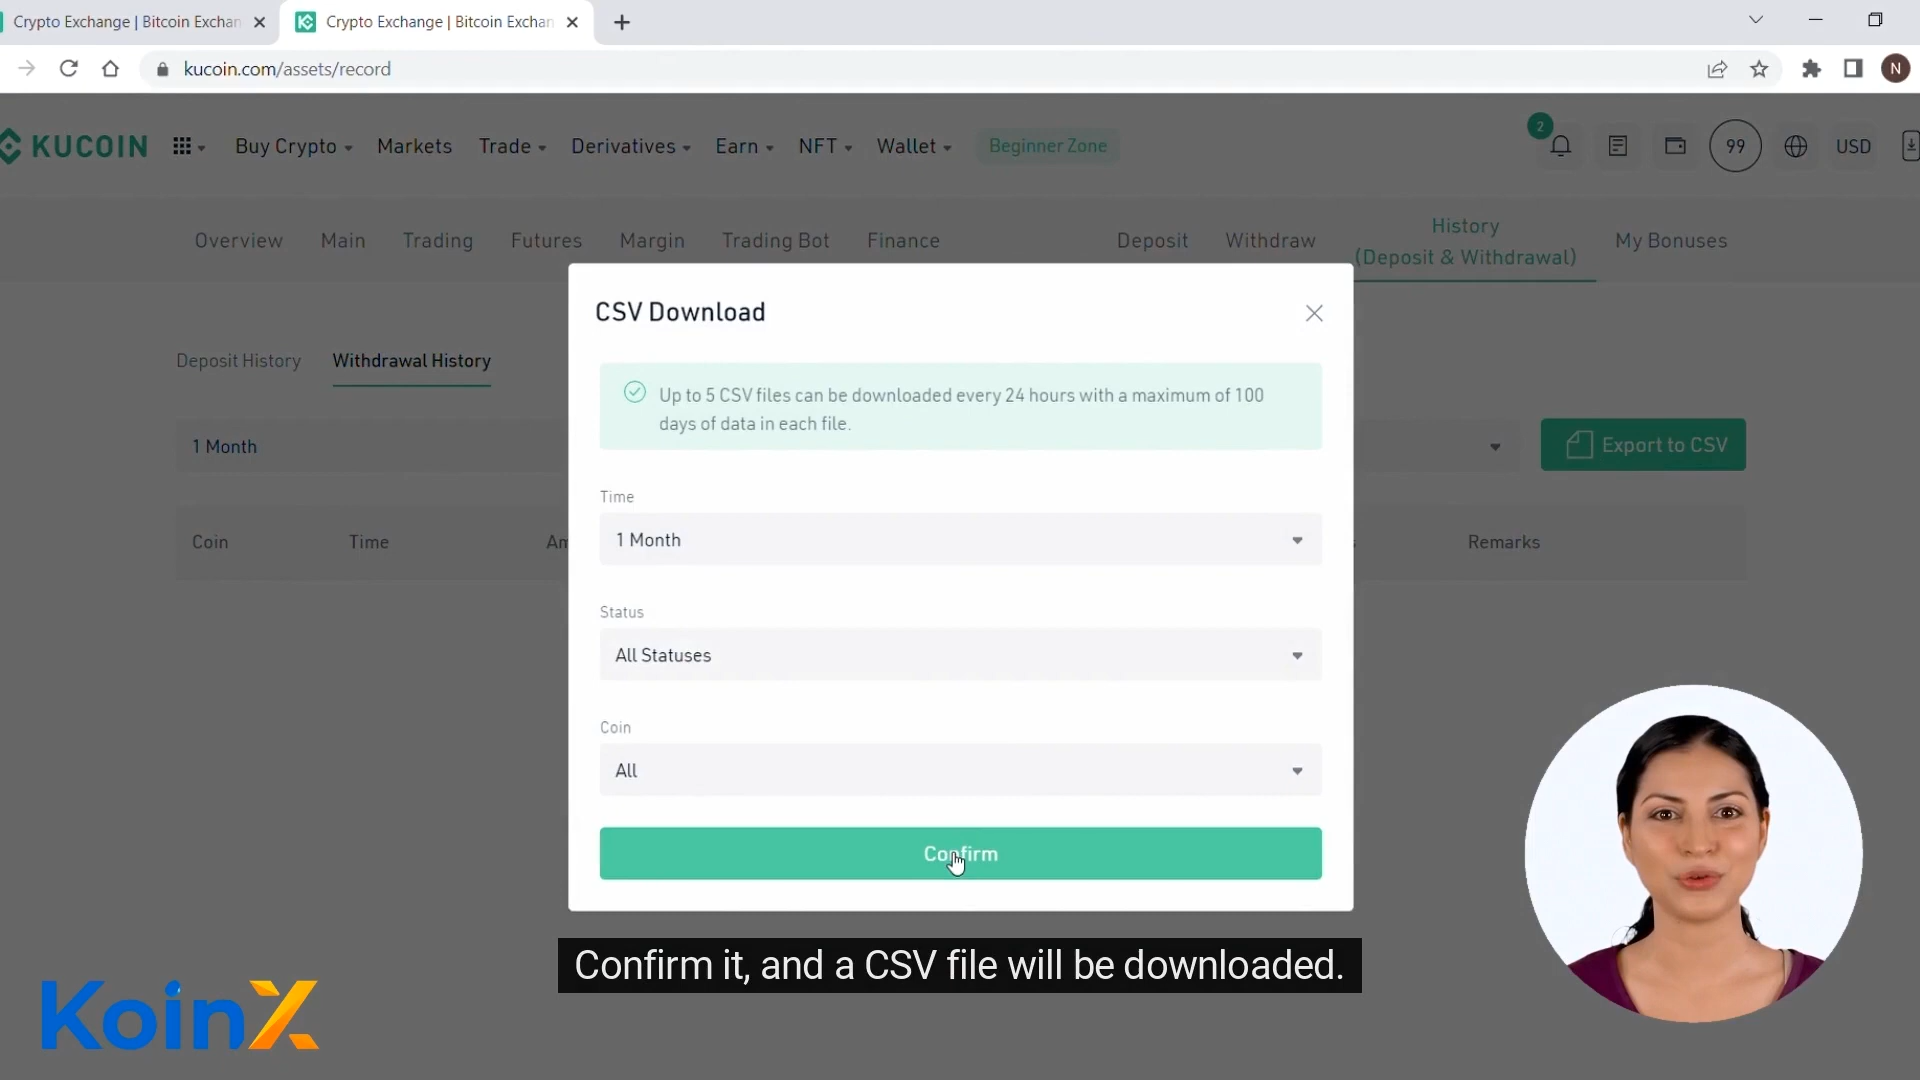 Crypto Exchange | Bitcoin Exchan
Crypto Exchange | Bitcoin Exchan
kucoin.com/assets/record
N
KUCOIN
Buy Crypto
Markets
Trade
Derivatives
Earn
NFT
Wallet
Beginner Zone
2
99
USD
Overview
Main
Trading
Futures
Margin
Trading Bot
Finance
Deposit
Withdraw
History
(Deposit & Withdrawal)
My Bonuses
CSV Download
Deposit History
Withdrawal History
Up to 5 CSV files can be downloaded every 24 hours with a maximum of 100
days of data in each file.
1 Month
Export to CSV
Time
1 Month
Coin
Time
Am
Remarks
Status
All Statuses
Coin
All
Confirm
Confirm it, and a CSV file will be downloaded.
KoinX